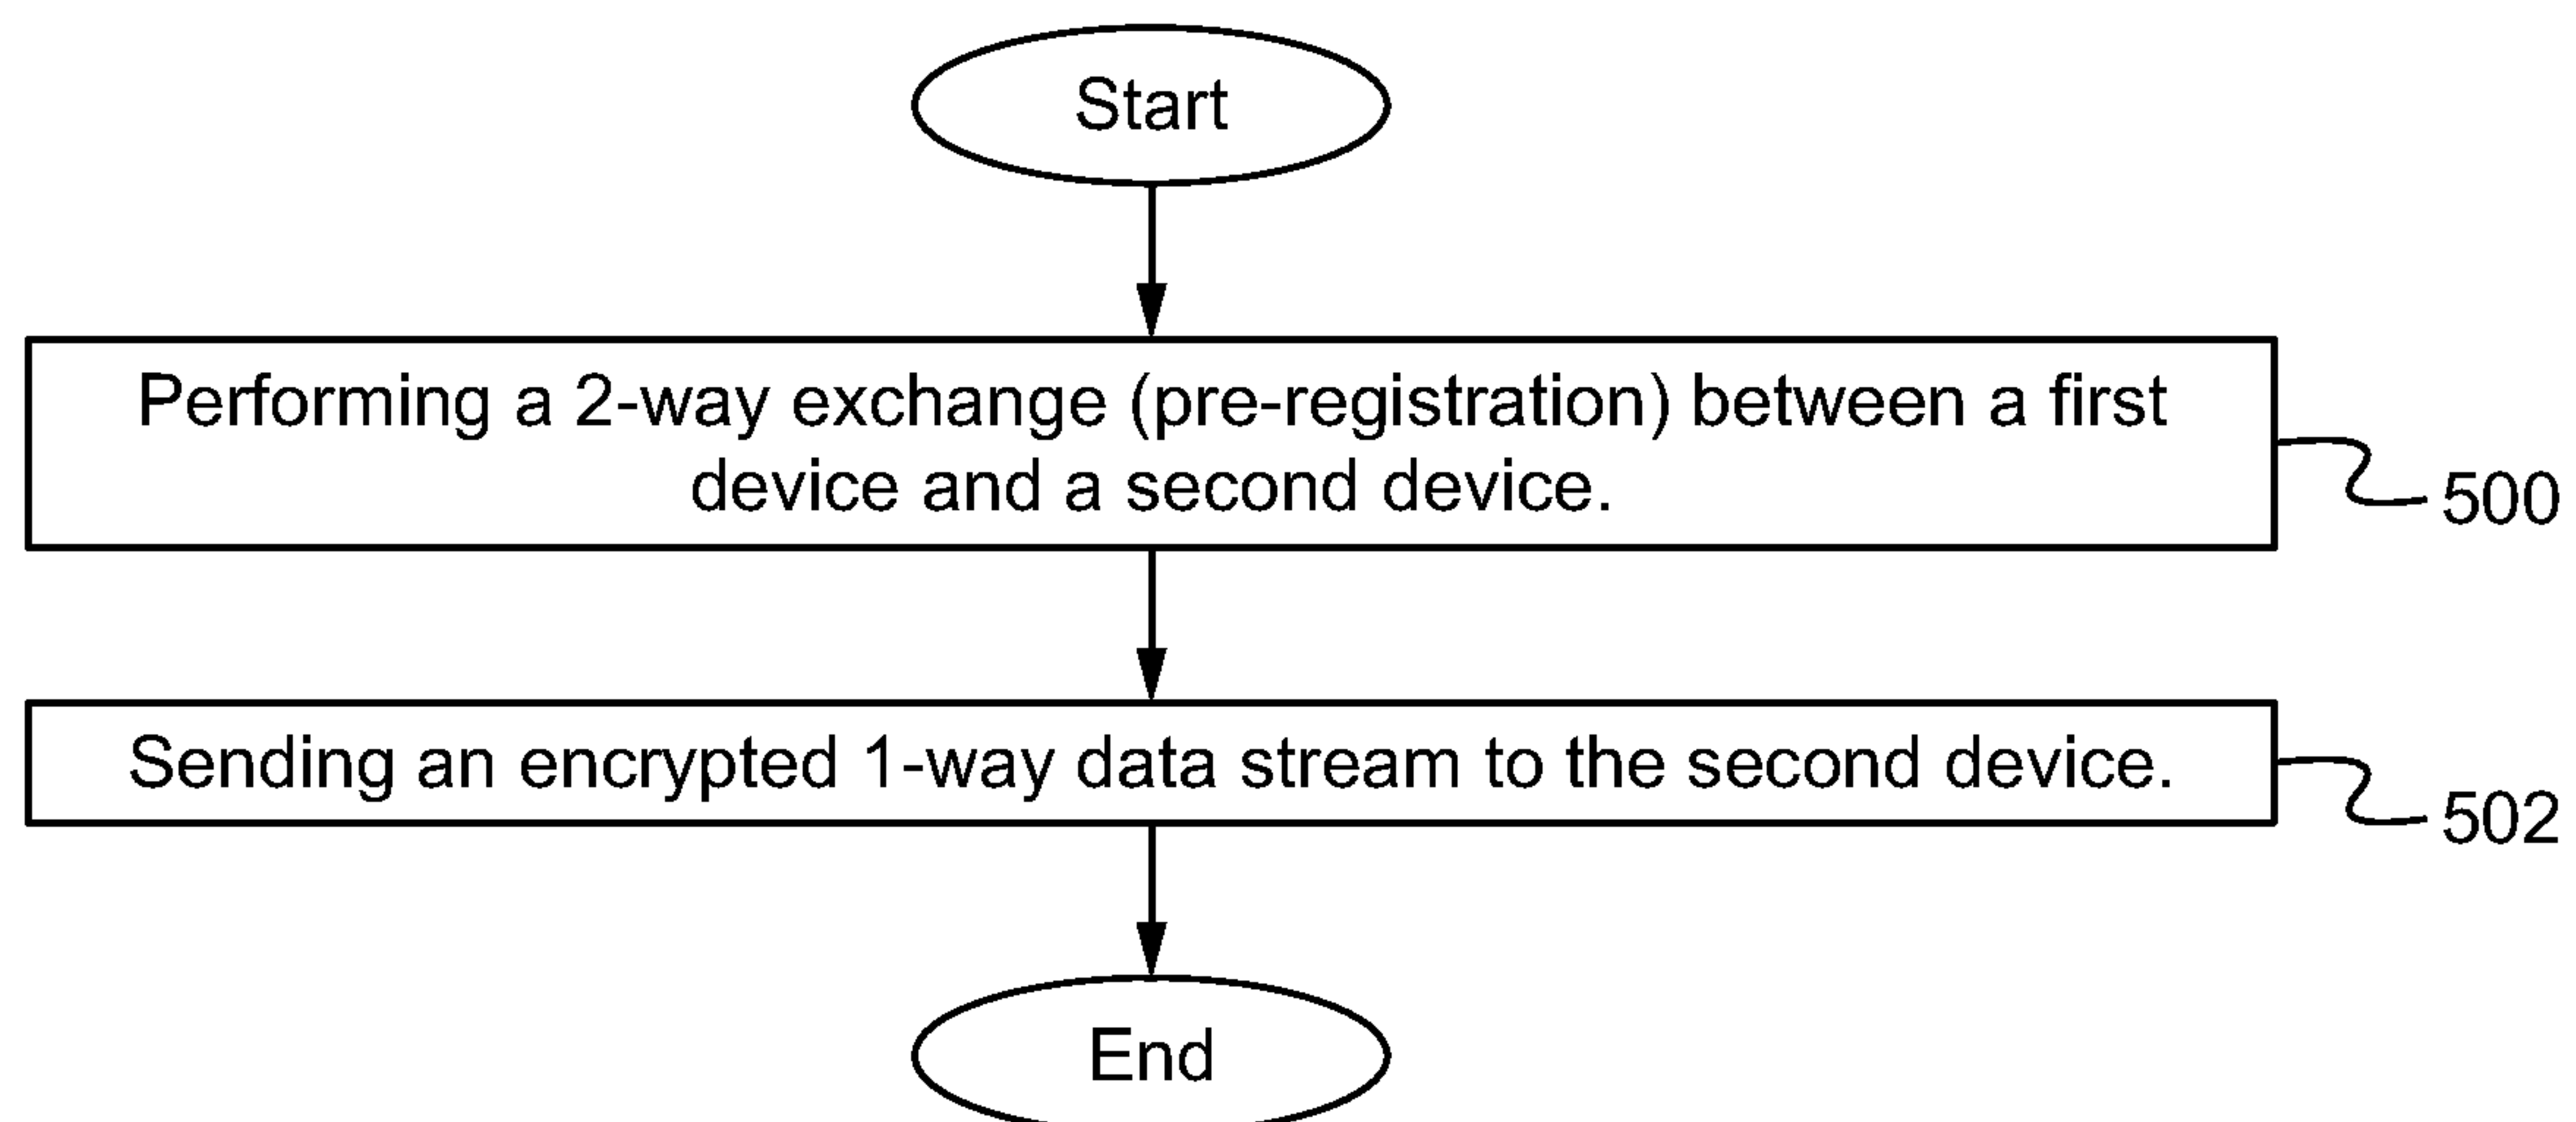 Start
Performing a 2-way exchange (pre-registration) between a first
device and a second device.
500
Sending an encrypted 1-way data stream to the second device.
502
End